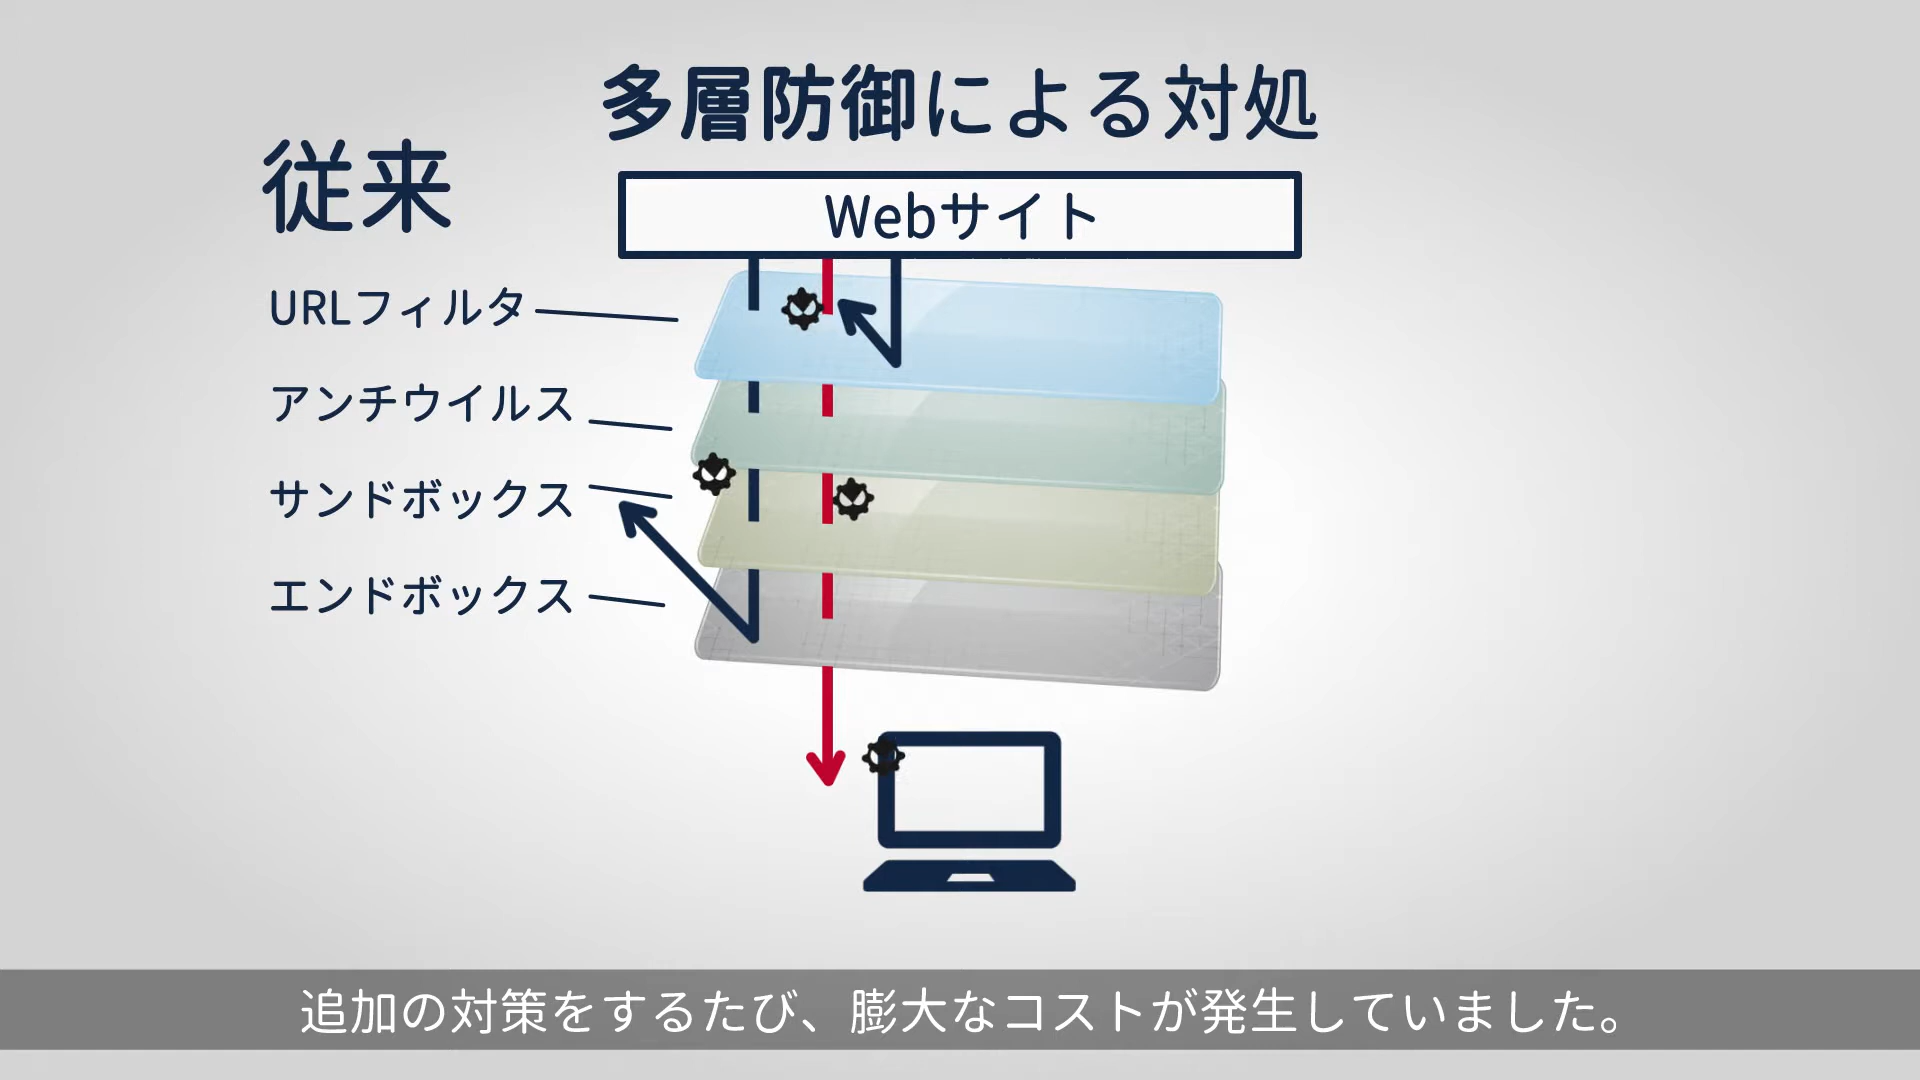 多層防御による対処
従来
Webサイト
URLフィルタ
アンチウイルス
サンドボックス
エンドボックス
追加の対策をするたび、膨大なコストが発生していました。